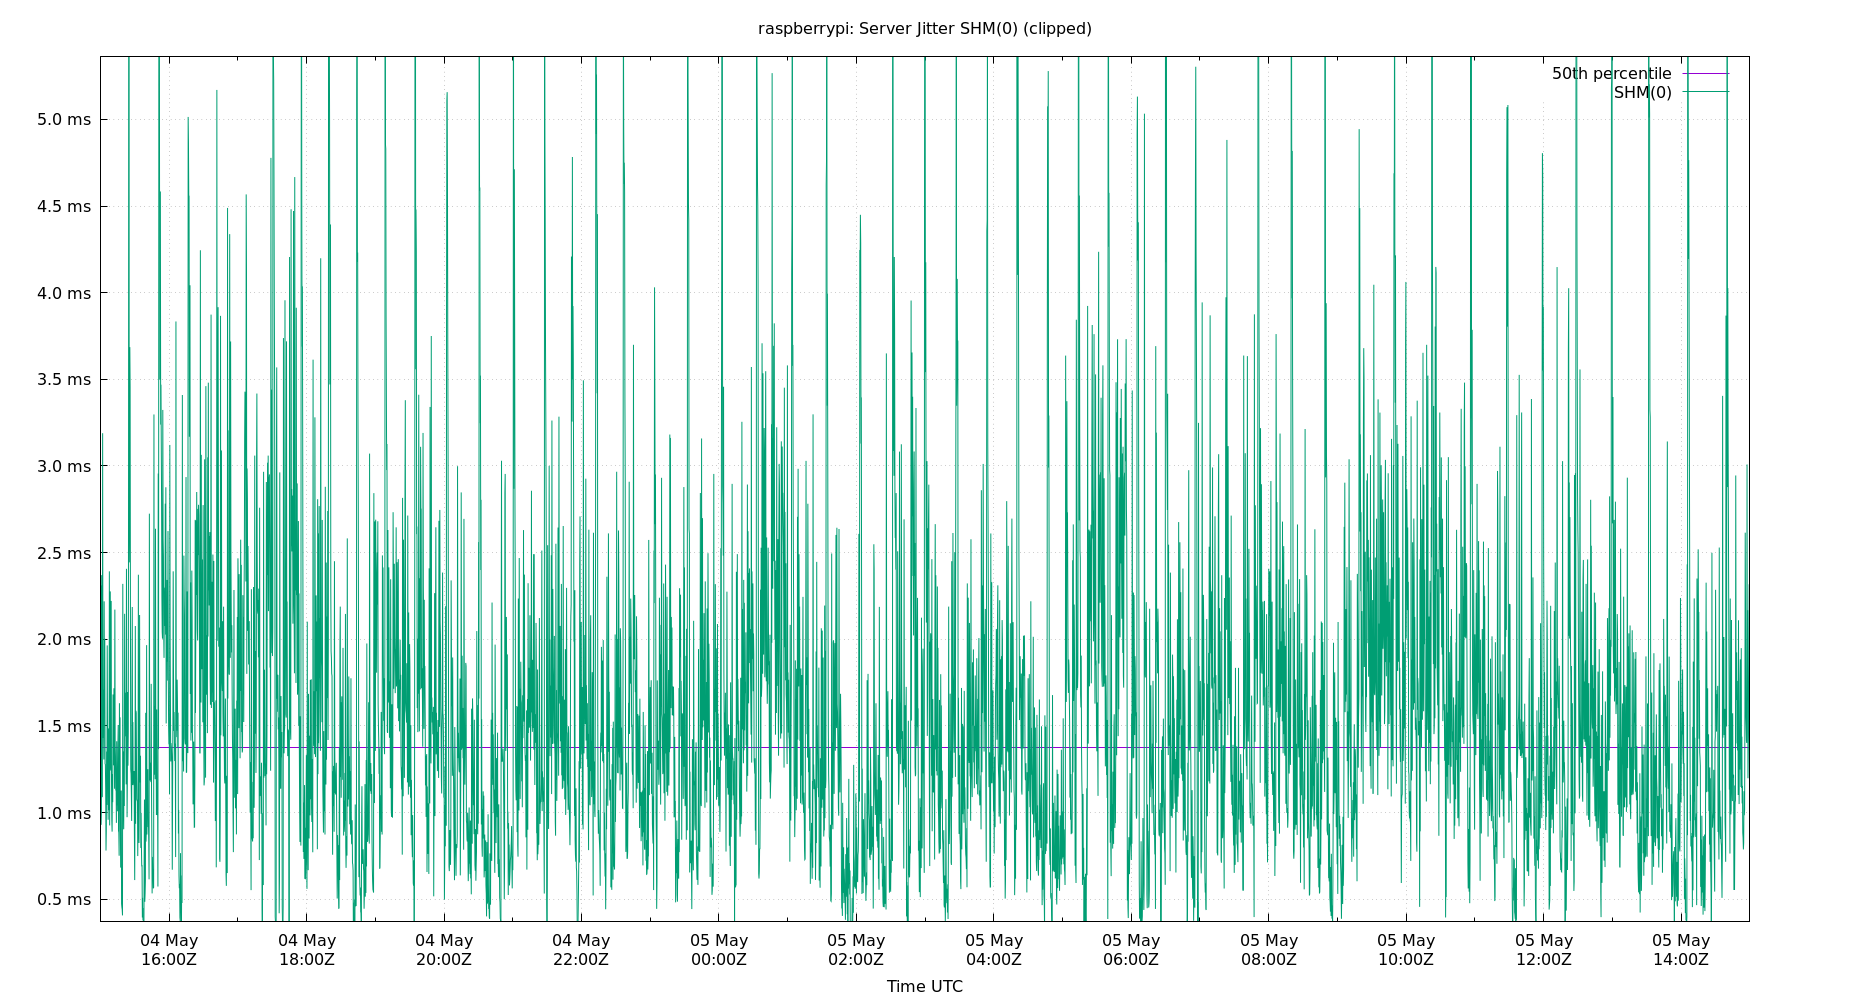 raspberrypi: Server Jitter SHM(0) (clipped)
50th percentile
SHM(0)
5.0 ms
4.5 ms
4.0 ms
3.5 ms
3.0 ms
2.5 ms
2.0 ms
1.5 ms
1.0 ms
0.5 ms
04 May 04 May 04 May 04 May 05 May 05 May 05 May 05 May 05 May 05 May 05 May 05 May
16:00Z 18:00Z 20:00Z 22:00Z 00:00Z 02:00Z 04:00Z 06:00Z 08:00Z 10:00Z 12:00Z 14:00Z
Time UTC